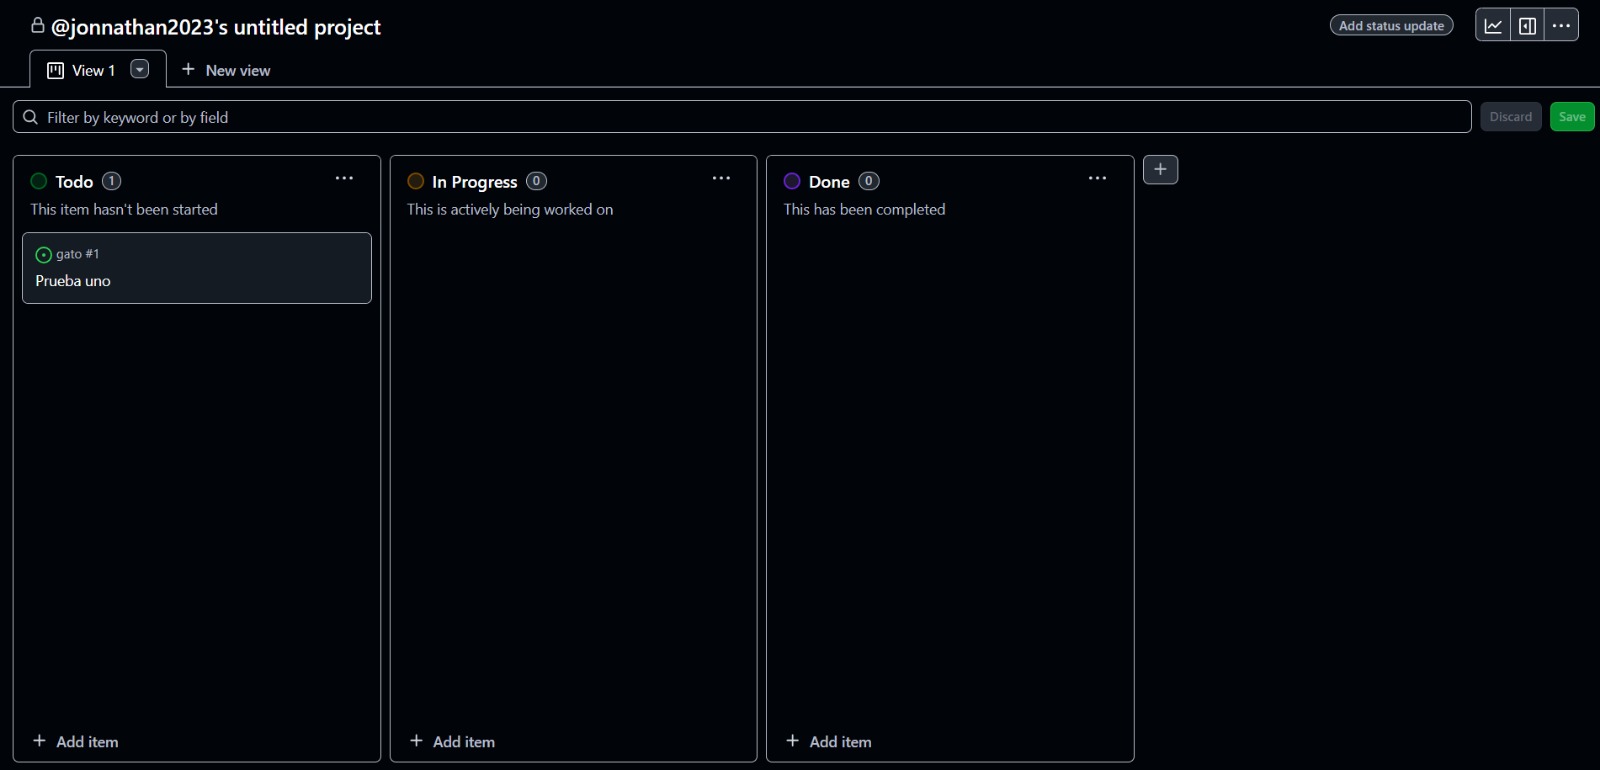 @jonnathan2023's untitled project
Add status update
View 1
New view
Filter by keyword or by field
Discard
Save
Todo 1
This item hasn't been started
gato #1
Prueba uno
Add item
In Progress 0
This is actively being worked on
Add item
Done 0
This has been completed
Add item